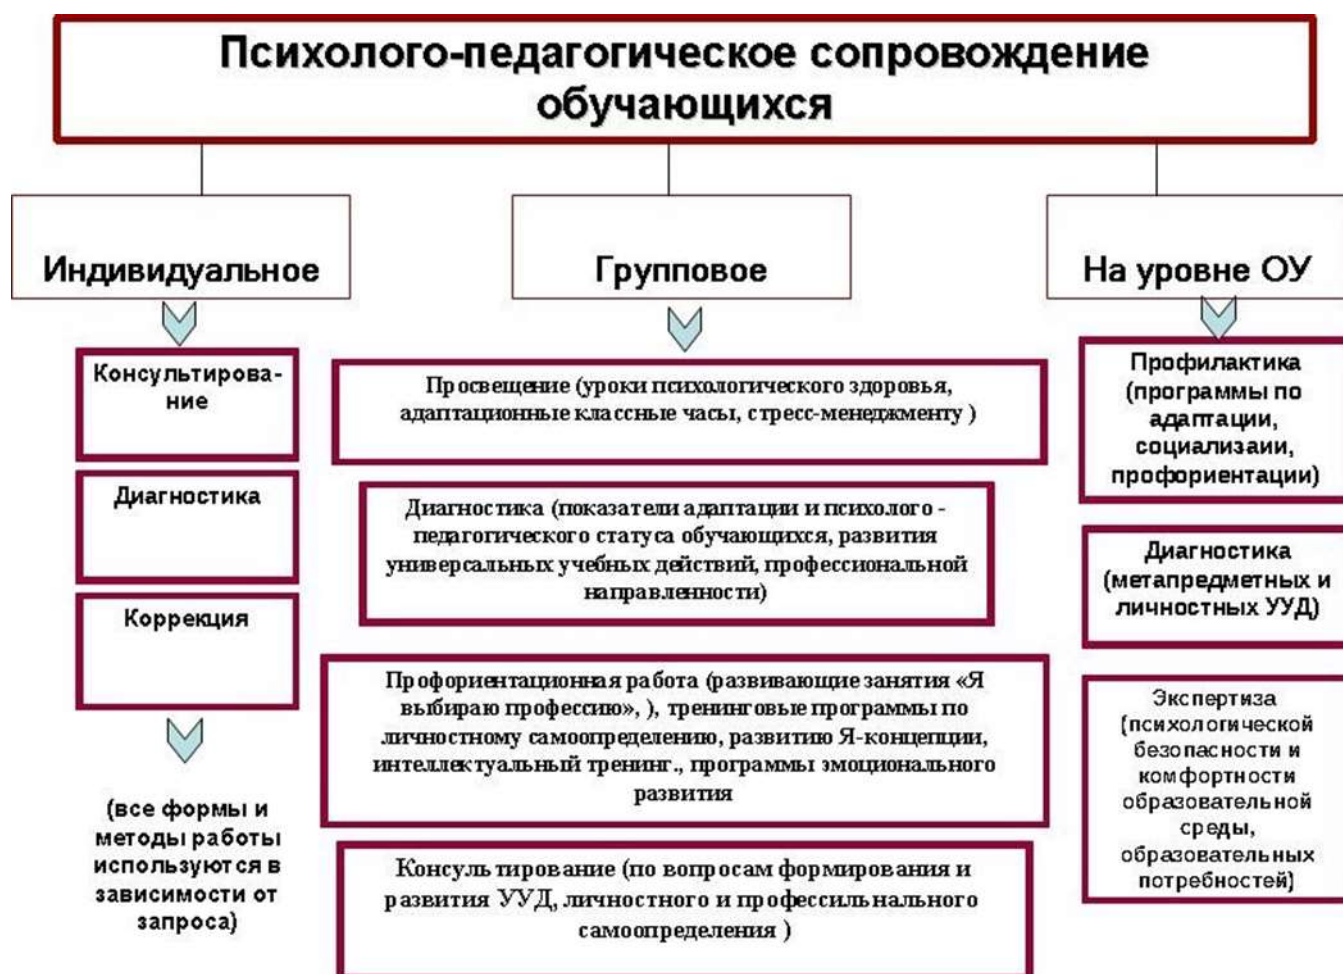 Психолого-педагогическое сопровождение
обучающихся
Индивидуальное
Групповое
На уровне ОУ
Консультирова-
ние
Диагностика
Коррекция
(все формы и
методы работы
используются в
зависимости от
запроса)
Просвещение (уроки психологического здоровья,
адаптационные классные часы, стресс-менеджменту )
Диагностика (показатели адаптации и психолого -
педагогического статуса обучающихся, развития
универсальных учебных действий, профессиональной
направленности)
Профориентационная работа (развивающие занятия «Я
выбираю профессию», ), тренинговые программы по
личностному самоопределению, развитию Я-концепции,
интеллектуальный тренинг., программы эмоционального
развития
Консультирование (по вопросам формирования и
развития УУД, личностного и профессильнального
самоопределения )
Профилактика
(программы по
адаптации,
социализаии,
профориентации)
Диагностика
(метапредметных и
личностных УУД)
Экспертиза
(психологической
безопасности и
комфортности
образовательной
среды,
образовательных
потребностей)